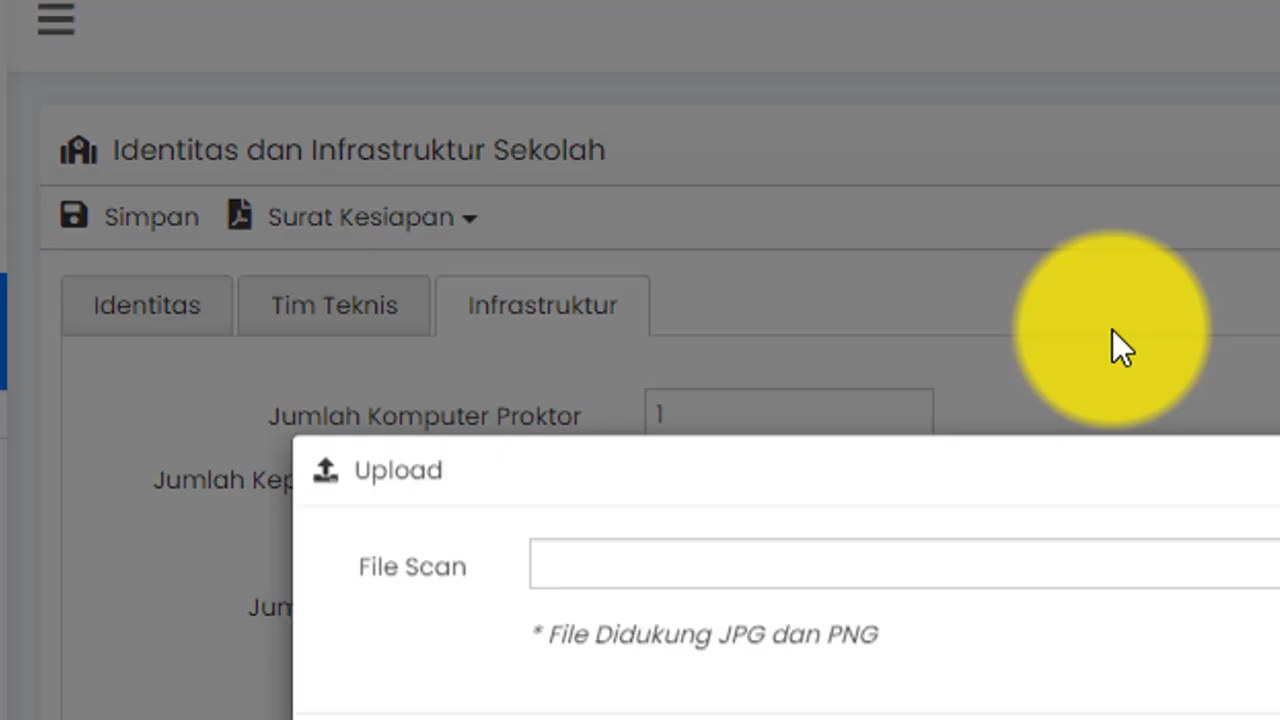 Identitas dan Infrastruktur Sekolah
Simpan Surat Kesiapan
Identitas Tim Teknis Infrastruktur
Jumlah Komputer Proktor 1
Jumlah
Upload
File Scan
* File Didukung JPG dan PNG